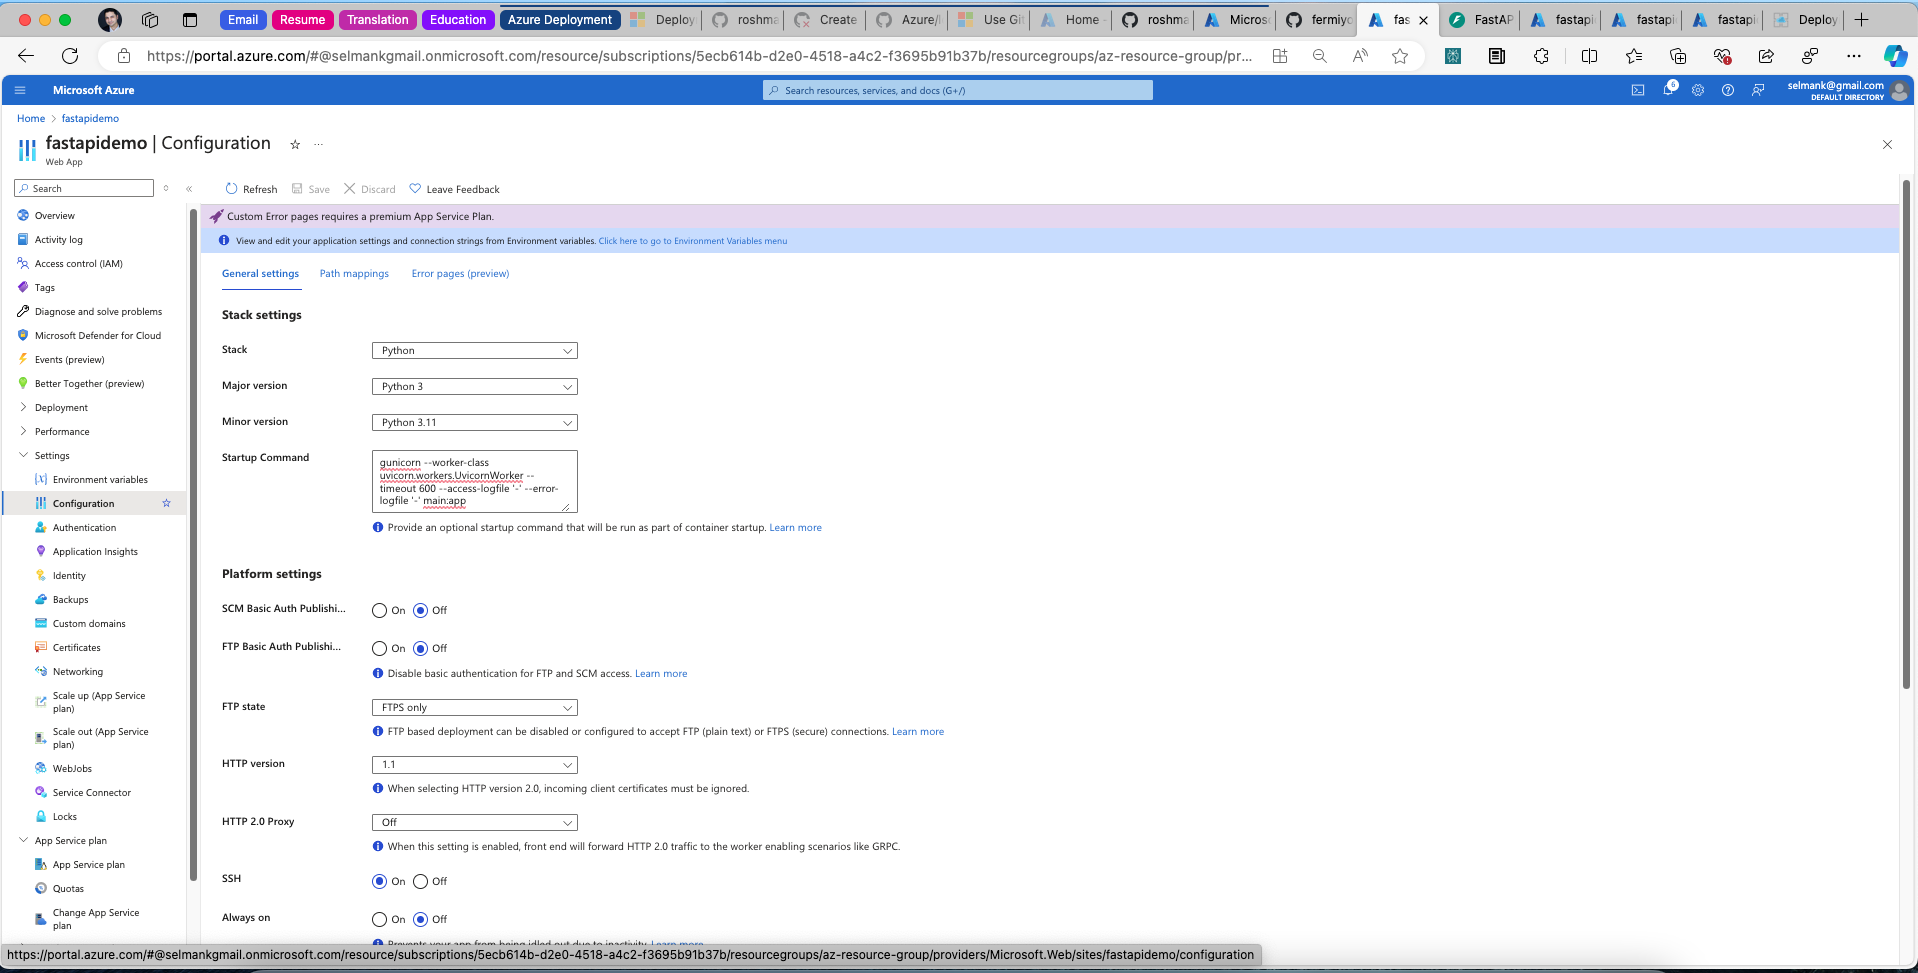 Email
Resume
Translation
Education
Azure Deployment
Deploy
roshma
Create
Azure/
Use Git
Home
roshma
Micros
fermiyo
fas
FastAP
fastapi
fastapi
fastapi
Deploy
https://portal.azure.com/#@selmankgmail.onmicrosoft.com/resource/subscriptions/5ecb614b-d2e0-4518-a4c2-f3695b91b37b/resourcegroups/az-resource-group/pr...
Microsoft Azure
Search resources, services, and docs (G+/)
6
selmank@gmail.com
DEFAULT DIRECTORY
Home > fastapidemo
fastapidemo | Configuration
Web App
Search
Refresh
Save
Discard
Leave Feedback
Custom Error pages requires a premium App Service Plan.
View and edit your application settings and connection strings from Environment variables. Click here to go to Environment Variables menu
Overview
Activity log
Access control (IAM)
Tags
Diagnose and solve problems
Microsoft Defender for Cloud
Events (preview)
Better Together (preview)
Deployment
Performance
Settings
Environment variables
Configuration
Authentication
Application Insights
Identity
Backups
Custom domains
Certificates
Networking
Scale up (App Service
plan)
Scale out (App Service
plan)
WebJobs
Service Connector
Locks
App Service plan
App Service plan
Quotas
Change App Service
plan
General settings
Path mappings
Error pages (preview)
Stack settings
Stack
Python
Major version
Python 3
Minor version
Python 3.11
Startup Command
gunicorn --worker-class
uvicorn.workers.UvicornWorker --
timeout 600 --access-logfile '-' --error-
logfile '-' main:app
Provide an optional startup command that will be run as part of container startup. Learn more
Platform settings
SCM Basic Auth Publishi...
On
Off
FTP Basic Auth Publishi...
On
Off
Disable basic authentication for FTP and SCM access. Learn more
FTP state
FTPS only
FTP based deployment can be disabled or configured to accept FTP (plain text) or FTPS (secure) connections. Learn more
HTTP version
1.1
When selecting HTTP version 2.0, incoming client certificates must be ignored.
HTTP 2.0 Proxy
Off
When this setting is enabled, front end will forward HTTP 2.0 traffic to the worker enabling scenarios like GRPC.
SSH
On
Off
Always on
On
Off
Prevents your app from being idled out due to inactivity. Learn more
https://portal.azure.com/#@selmankgmail.onmicrosoft.com/resource/subscriptions/5ecb614b-d2e0-4518-a4c2-f3695b91b37b/resourcegroups/az-resource-group/providers/Microsoft.Web/sites/fastapidemo/configuration